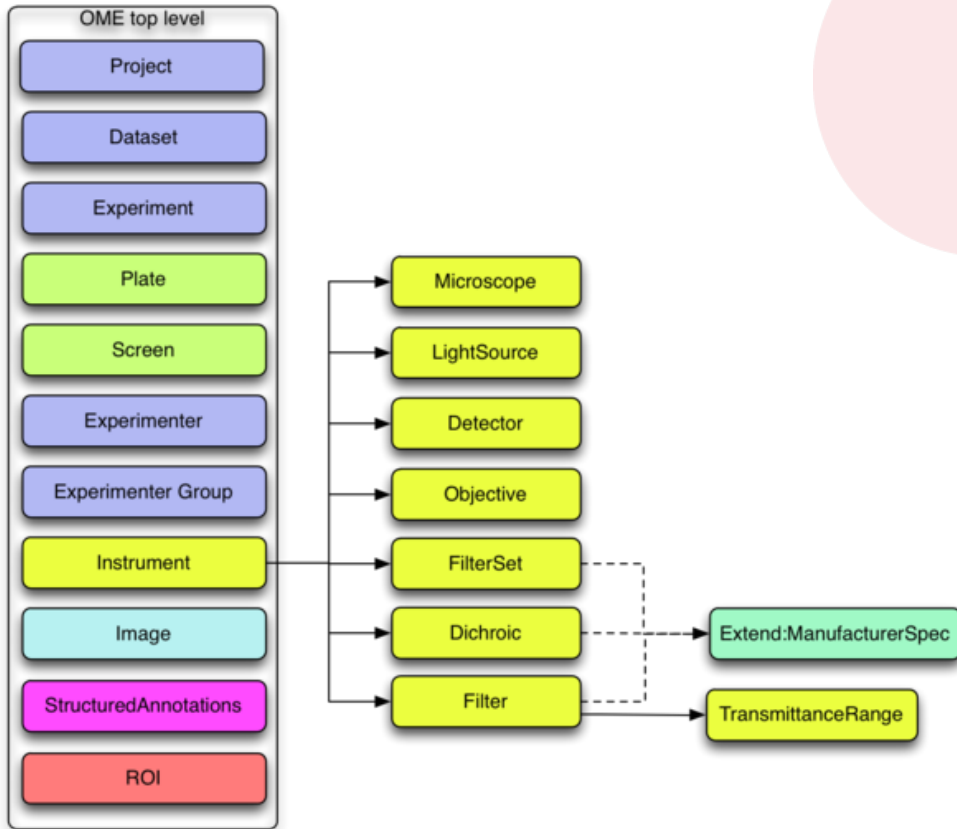 OME top level
Project
Dataset
Experiment
Plate
Screen
Experimenter
Experimenter Group
Instrument
Image
StructuredAnnotations
ROI
Microscope
LightSource
Detector
Objective
FilterSet
Dichroic
Filter
Extend:ManufacturerSpec
TransmittanceRange